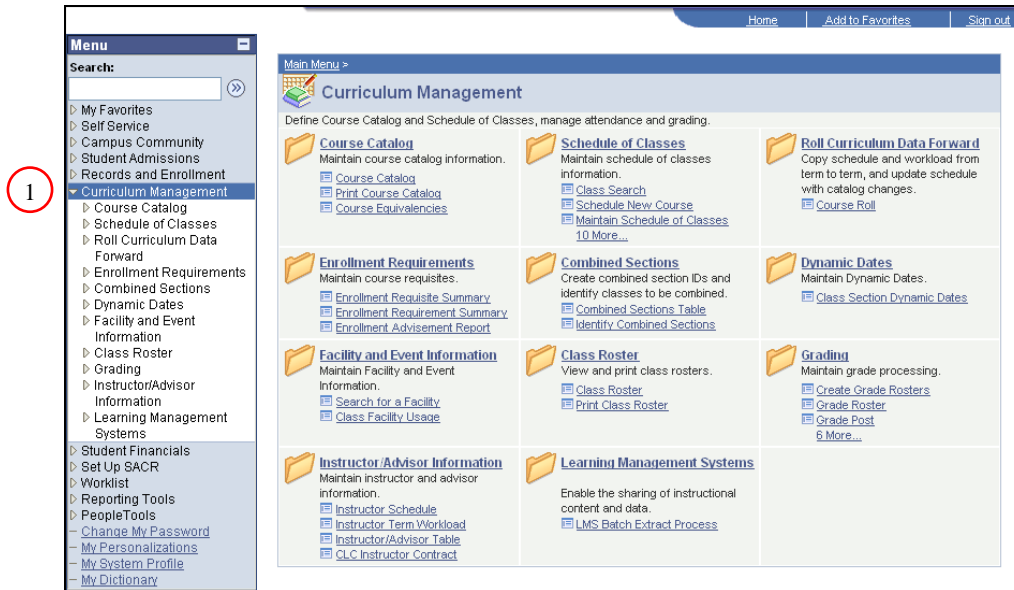 Home Add to Favorites Sign out
Menu
Search:
My Favorites
Self Service
Campus Community
Student Admissions
Records and Enrollment
1
Curriculum Management
Course Catalog
Schedule of Classes
Roll Curriculum Data
Forward
Enrollment Requirements
Combined Sections
Dynamic Dates
Facility and Event
Information
Class Roster
Grading
Instructor/Advisor
Information
Learning Management
Systems
Student Financials
Set Up SACR
Worklist
Reporting Tools
PeopleTools
Change My Password
My Personalizations
My System Profile
My Dictionary
Main Menu >
Curriculum Management
Define Course Catalog and Schedule of Classes, manage attendance and grading.
Course Catalog
Maintain course catalog information.
Course Catalog
Print Course Catalog
Course Equivalencies
Schedule of Classes
Maintain schedule of classes
information.
Class Search
Schedule New Course
Maintain Schedule of Classes
10 More...
Roll Curriculum Data Forward
Copy schedule and workload from
term to term, and update schedule
with catalog changes.
Course Roll
Enrollment Requirements
Maintain course requisites.
Enrollment Requisite Summary
Enrollment Requirement Summary
Enrollment Advisement Report
Combined Sections
Create combined section IDs and
identify classes to be combined.
Combined Sections Table
Identify Combined Sections
Dynamic Dates
Maintain Dynamic Dates.
Class Section Dynamic Dates
Facility and Event Information
Maintain Facility and Event
Information.
Search for a Facility
Class Facility Usage
Class Roster
View and print class rosters.
Class Roster
Print Class Roster
Grading
Maintain grade processing.
Create Grade Rosters
Grade Roster
Grade Post
6 More...
Instructor/Advisor Information
Maintain instructor and advisor
information.
Instructor Schedule
Instructor Term Workload
Instructor/Advisor Table
CLC Instructor Contract
Learning Management Systems
Enable the sharing of instructional
content and data.
LMS Batch Extract Process